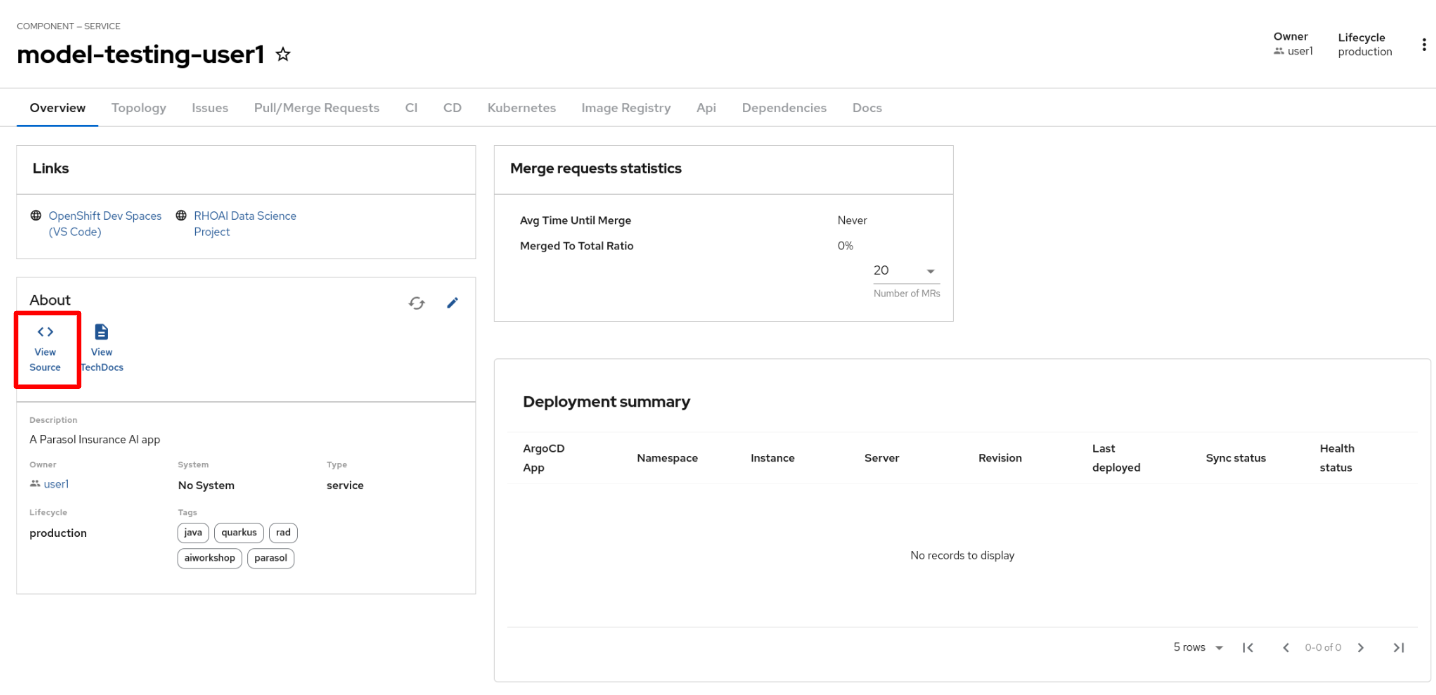 COMPONENT — SERVICE
model-testing-user1
Owner
user1
Lifecycle
production
Overview
Topology
Issues
Pull/Merge Requests
CI
CD
Kubernetes
Image Registry
Api
Dependencies
Docs
Links
OpenShift Dev Spaces
(VS Code)
RHOAI Data Science
Project
About
View
Source
View
TechDocs
Description
A Parasol Insurance AI app
Owner
user1
System
No System
Type
service
Lifecycle
production
Tags
java
quarkus
rad
aiworkshop
parasol
Merge requests statistics
Avg Time Until Merge
Never
Merged To Total Ratio
0%
20
Number of MRs
Deployment summary
ArgoCD
App
Namespace
Instance
Server
Revision
Last
deployed
Sync status
Health
status
No records to display
5 rows
0-0 of 0